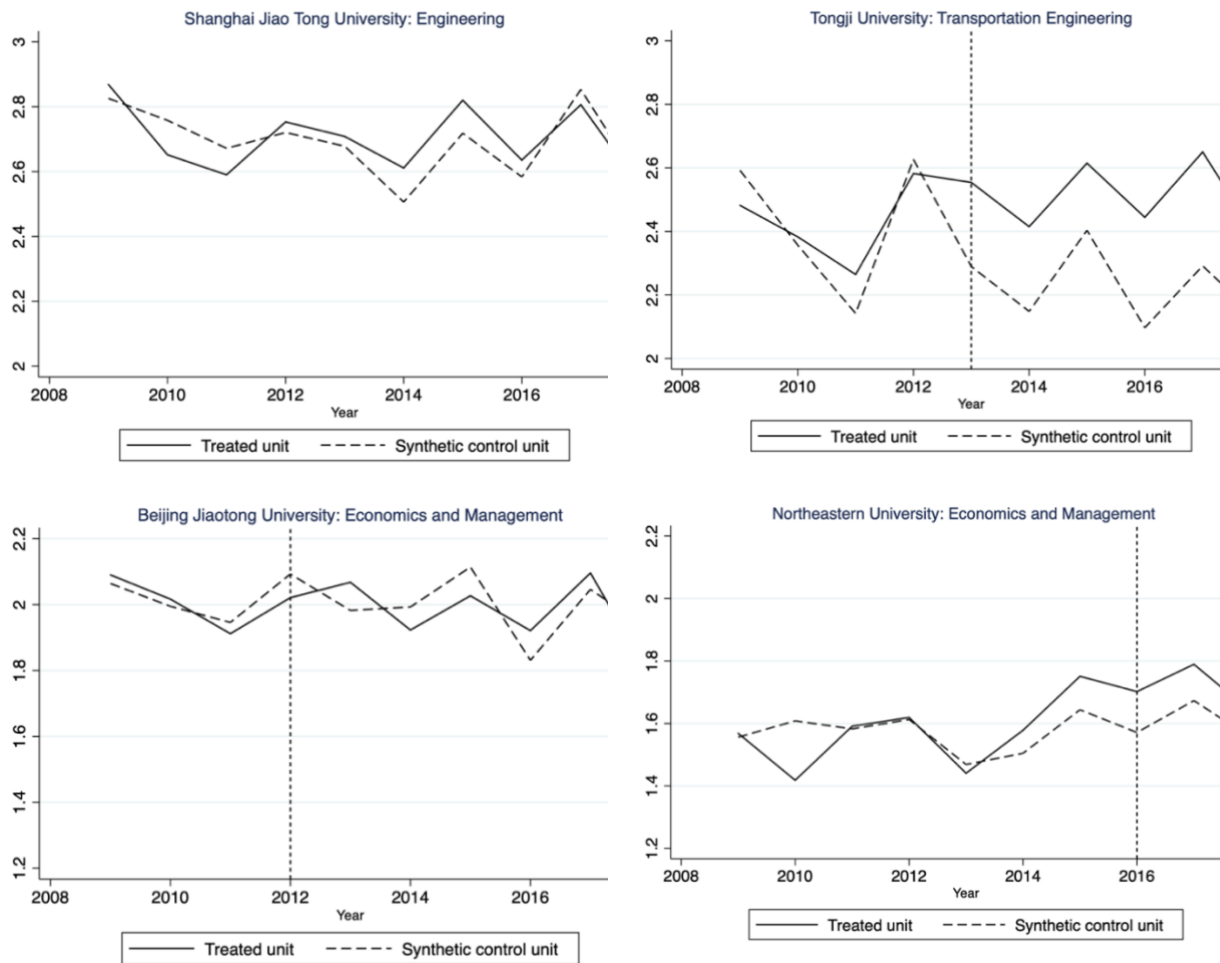 Shanghai Jiao Tong University: Engineering
3
2.8
2.6
2.4
2.2
2
2008 2010 2012 2014 2016
Year
Treated unit Synthetic control unit
Tongji University: Transportation Engineering
3
2.8
2.6
2.4
2.2
2
2008 2010 2012 2014 2016
Year
Treated unit Synthetic control unit
Beijing Jiaotong University: Economics and Management
2.2
2
1.8
1.6
1.4
1.2
2008 2010 2012 2014 2016
Year
Treated unit Synthetic control unit
Northeastern University: Economics and Management
2.2
2
1.8
1.6
1.4
1.2
2008 2010 2012 2014 2016
Year
Treated unit Synthetic control unit